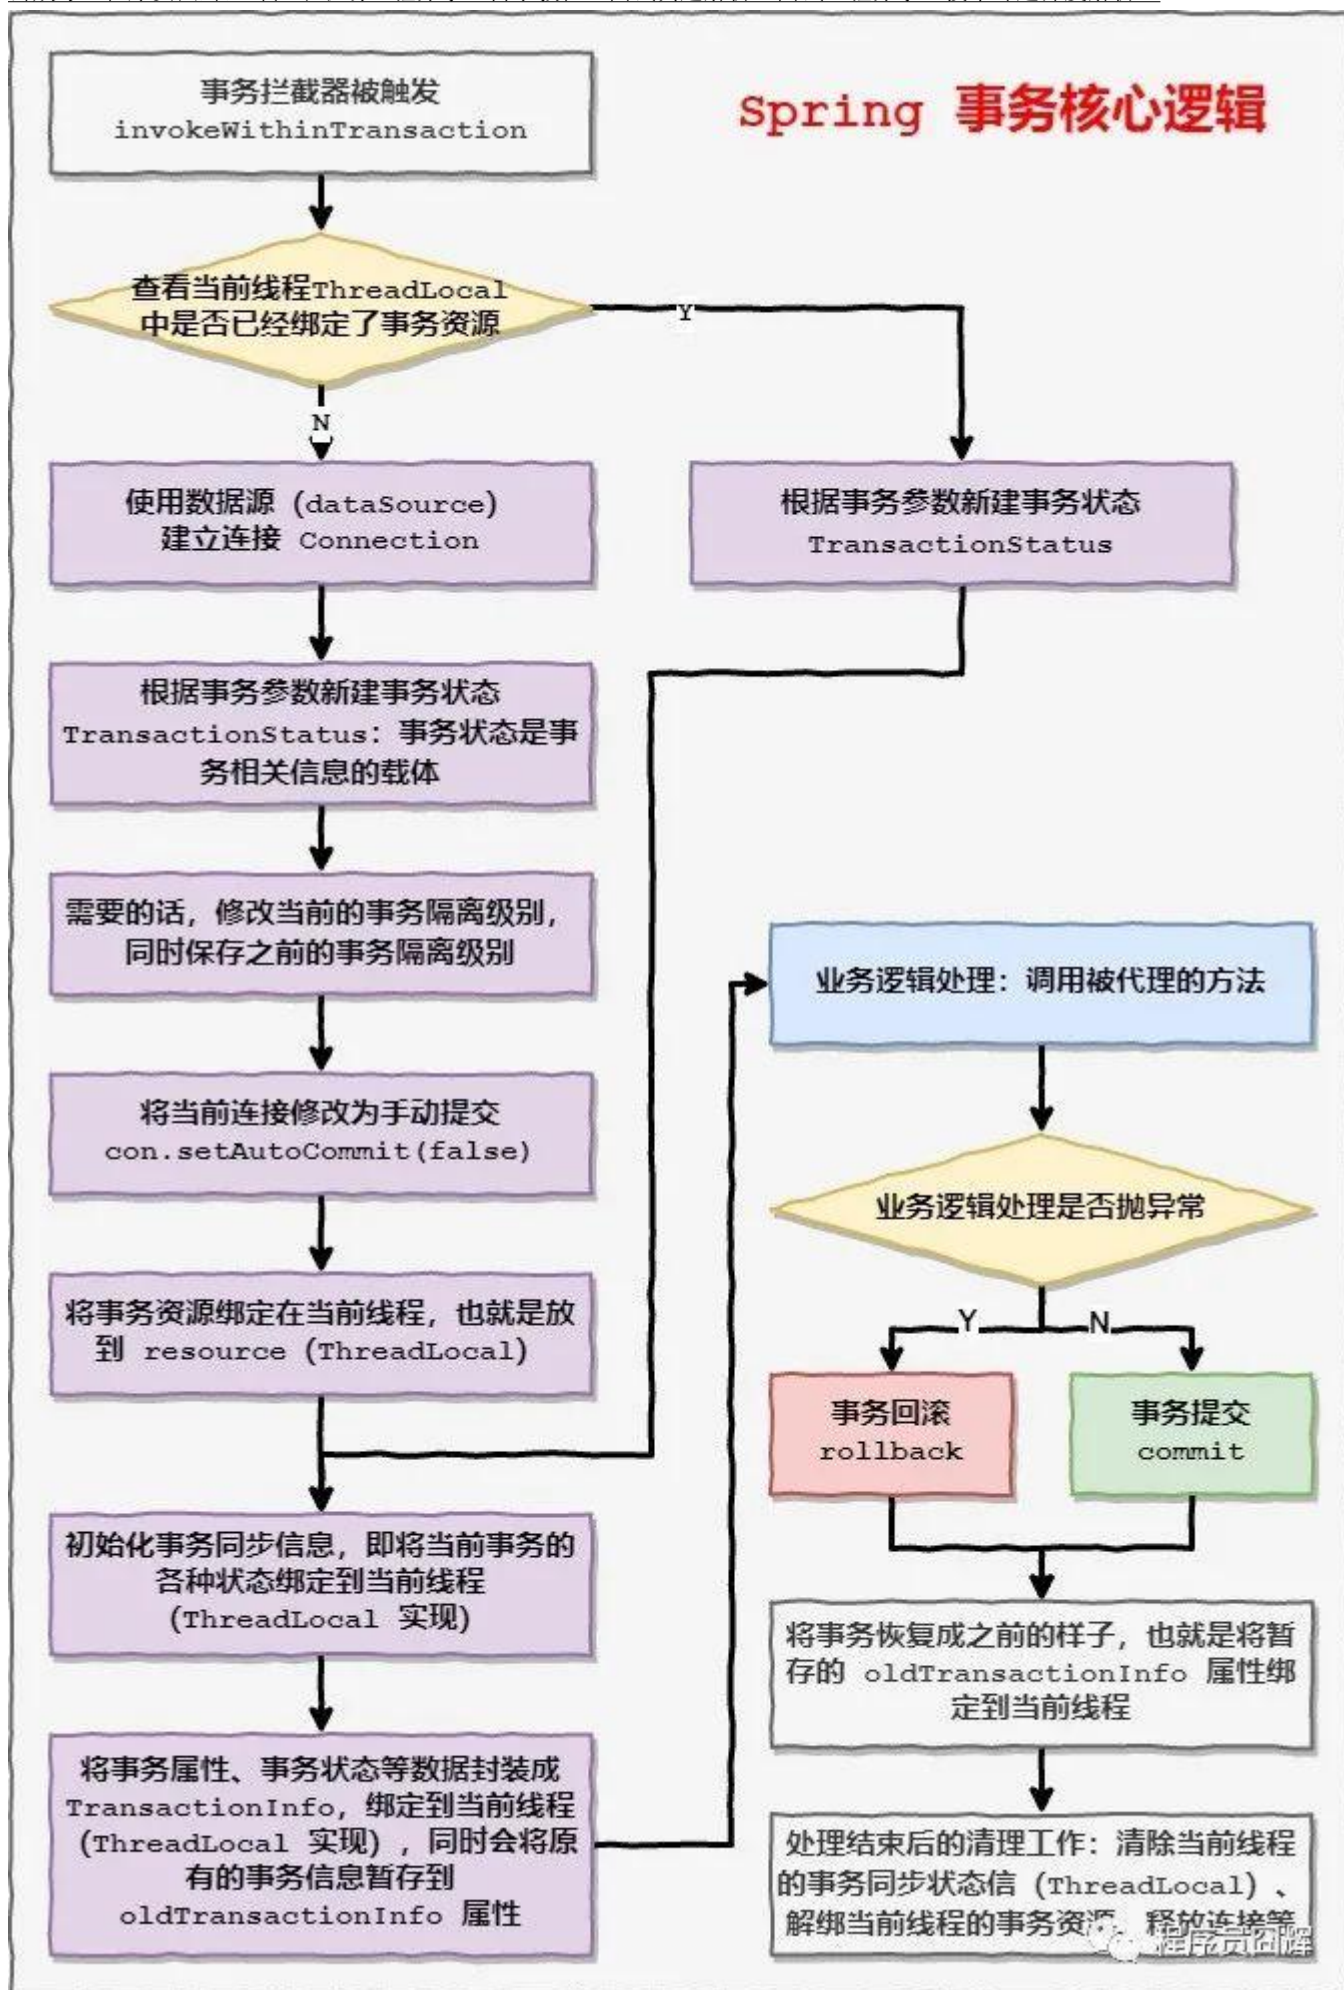 Spring 事务核心逻辑
事务拦截器被触发
invokeWithinTransaction
查看当前线程ThreadLocal
中是否已经绑定了事务资源
Y
N
使用数据源 (dataSource)
建立连接 Connection
根据事务参数新建事务状态
TransactionStatus
根据事务参数新建事务状态
TransactionStatus：事务状态是事
务相关信息的载体
需要的话，修改当前的事务隔离级别，
同时保存之前的事务隔离级别
将当前连接修改为手动提交
con.setAutoCommit(false)
将事务资源绑定在当前线程，也就是放
到 resource (ThreadLocal)
初始化事务同步信息，即将当前事务的
各种状态绑定到当前线程
(ThreadLocal 实现)
将事务属性、事务状态等数据封装成
TransactionInfo，绑定到当前线程
(ThreadLocal 实现) ，同时会将原
有的事务信息暂存到
oldTransactionInfo 属性
业务逻辑处理：调用被代理的方法
业务逻辑处理是否抛异常
Y
N
事务回滚
rollback
事务提交
commit
将事务恢复成之前的样子，也就是将暂
存的 oldTransactionInfo 属性绑
定到当前线程
处理结束后的清理工作：清除当前线程
的事务同步状态信 (ThreadLocal) 、
解绑当前线程的事务资源、释放连接等
程序员囧辉